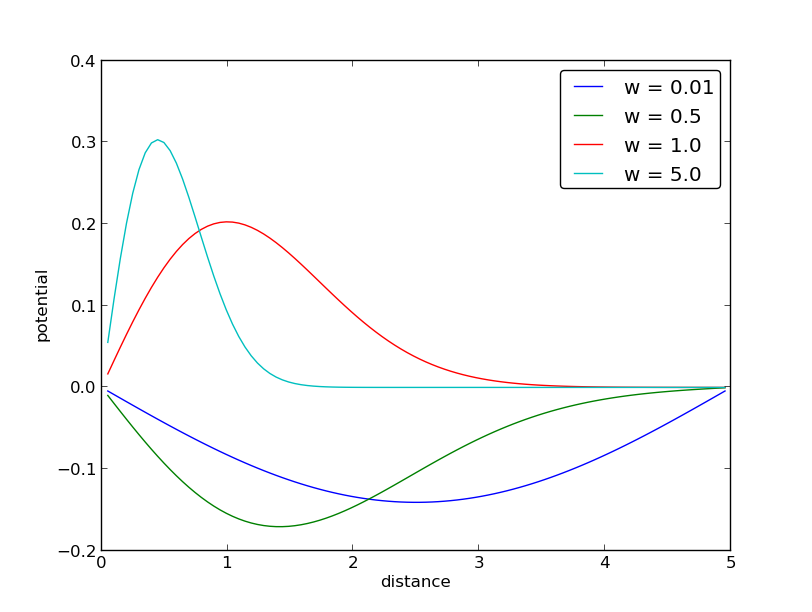 0.4
0.3
0.2
0.1
0.0
−0.1
−0.2
potential
w = 0.01
w = 0.5
w = 1.0
w = 5.0
0 1 2 3 4 5
distance